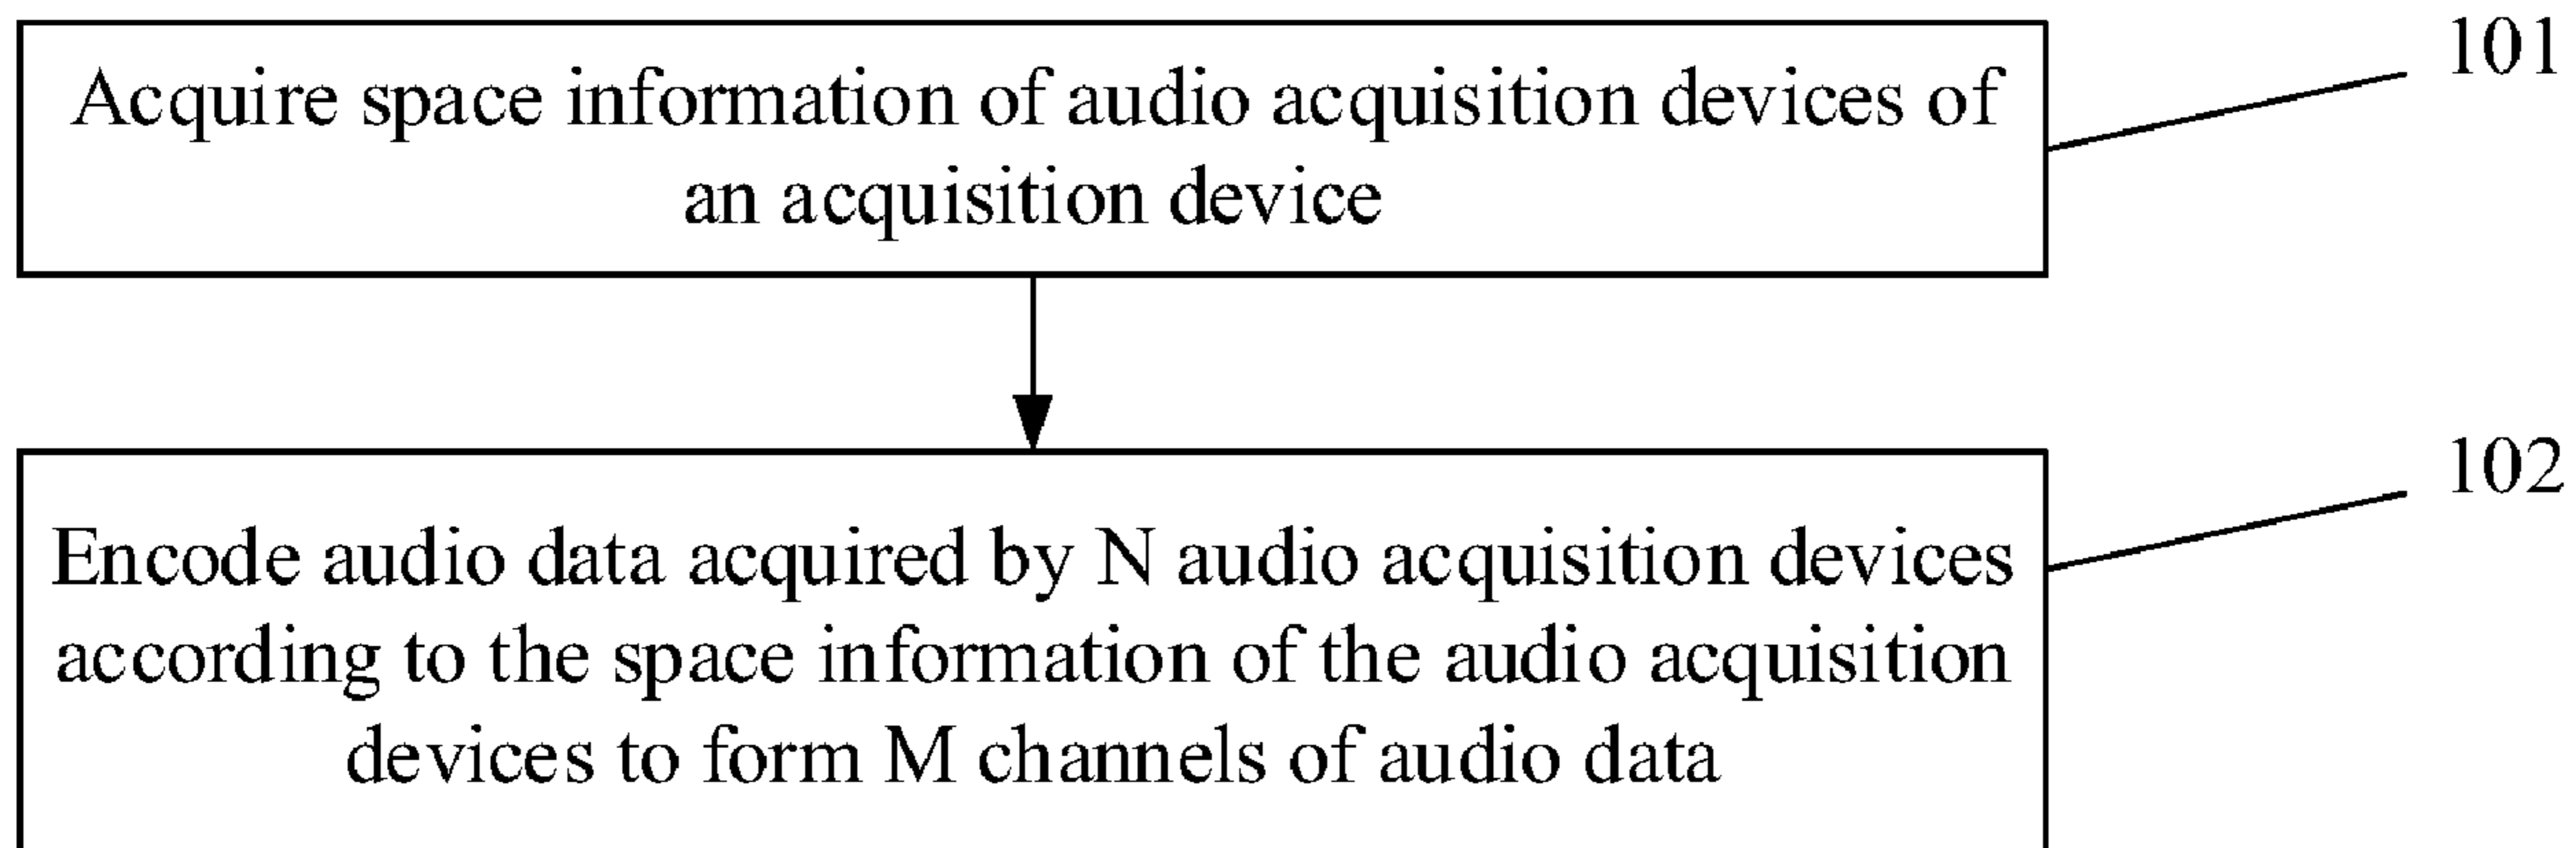 101
Acquire space information of audio acquisition devices of
an acquisition device
102
Encode audio data acquired by N audio acquisition devices
according to the space information of the audio acquisition
devices to form M channels of audio data